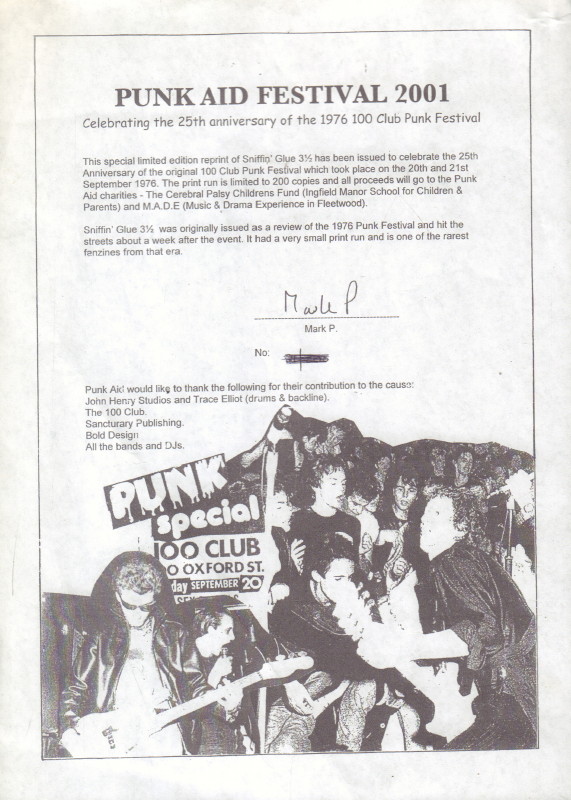 PUNK AID FESTIVAL 2001
Celebrating the 25th anniversary of the 1976 100 Club Punk Festival
This special limited edition reprint of Sniffin' Glue 3½ has been issued to celebrate the 25th
Anniversary of the original 100 Club Punk Festival which took place on the 20th and 21st
September 1976. The print run is limited to 200 copies and all proceeds will go to the Punk
Aid charities - The Cerebral Palsy Childrens Fund (Ingfield Manor School for Children &
Parents) and M.A.D.E (Music & Drama Experience in Fleetwood).
Sniffin' Glue 3½ was originally issued as a review of the 1976 Punk Festival and hit the
streets about a week after the event. It had a very small print run and is one of the rarest
fenzines from that era.
Mark P
Mark P.
No:
Punk Aid would like to thank the following for their contribution to the cause:
John Henry Studios and Trace Elliot (drums & backline).
The 100 Club.
Sancturary Publishing.
Bold Design
All the bands and DJs.
PUNK
special
100 CLUB
O OXFORD ST.
day SEPTEMBER 20